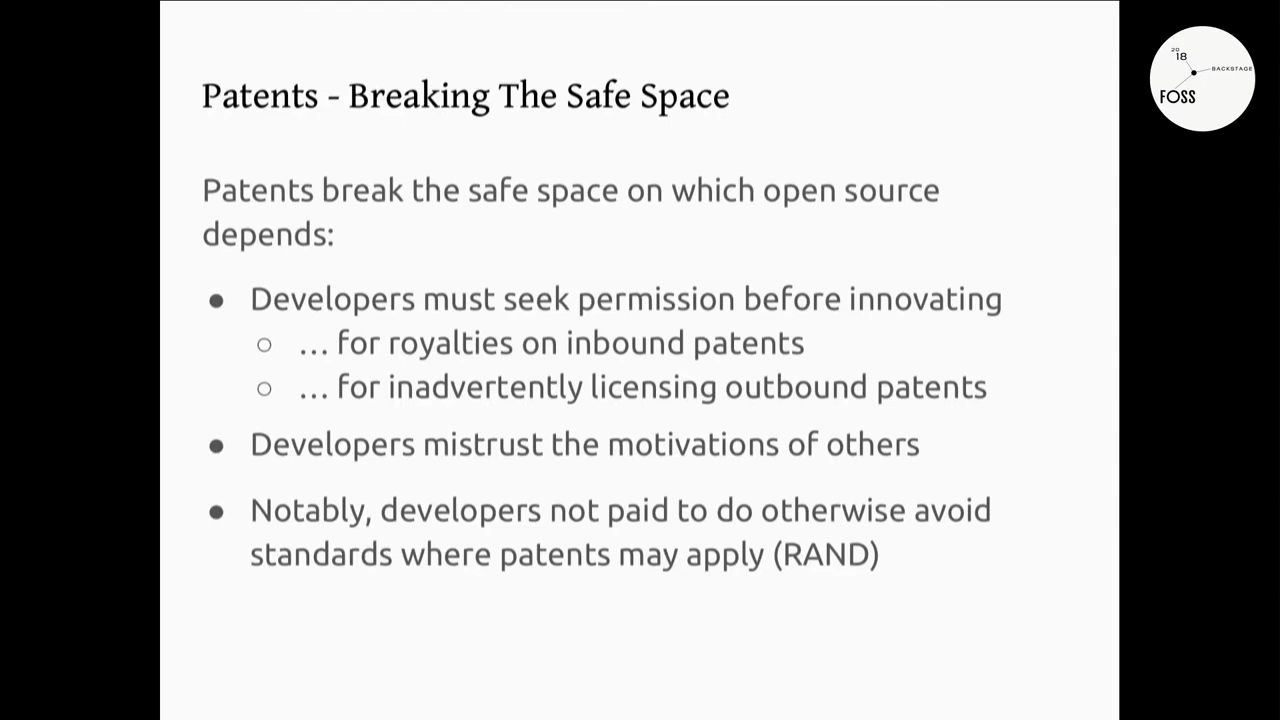 Patents - Breaking The Safe Space
Patents break the safe space on which open source
depends:
● Developers must seek permission before innovating
○ … for royalties on inbound patents
○ … for inadvertently licensing outbound patents
● Developers mistrust the motivations of others
● Notably, developers not paid to do otherwise avoid
standards where patents may apply (RAND)
20
18
BACKSTAGE
FOSS